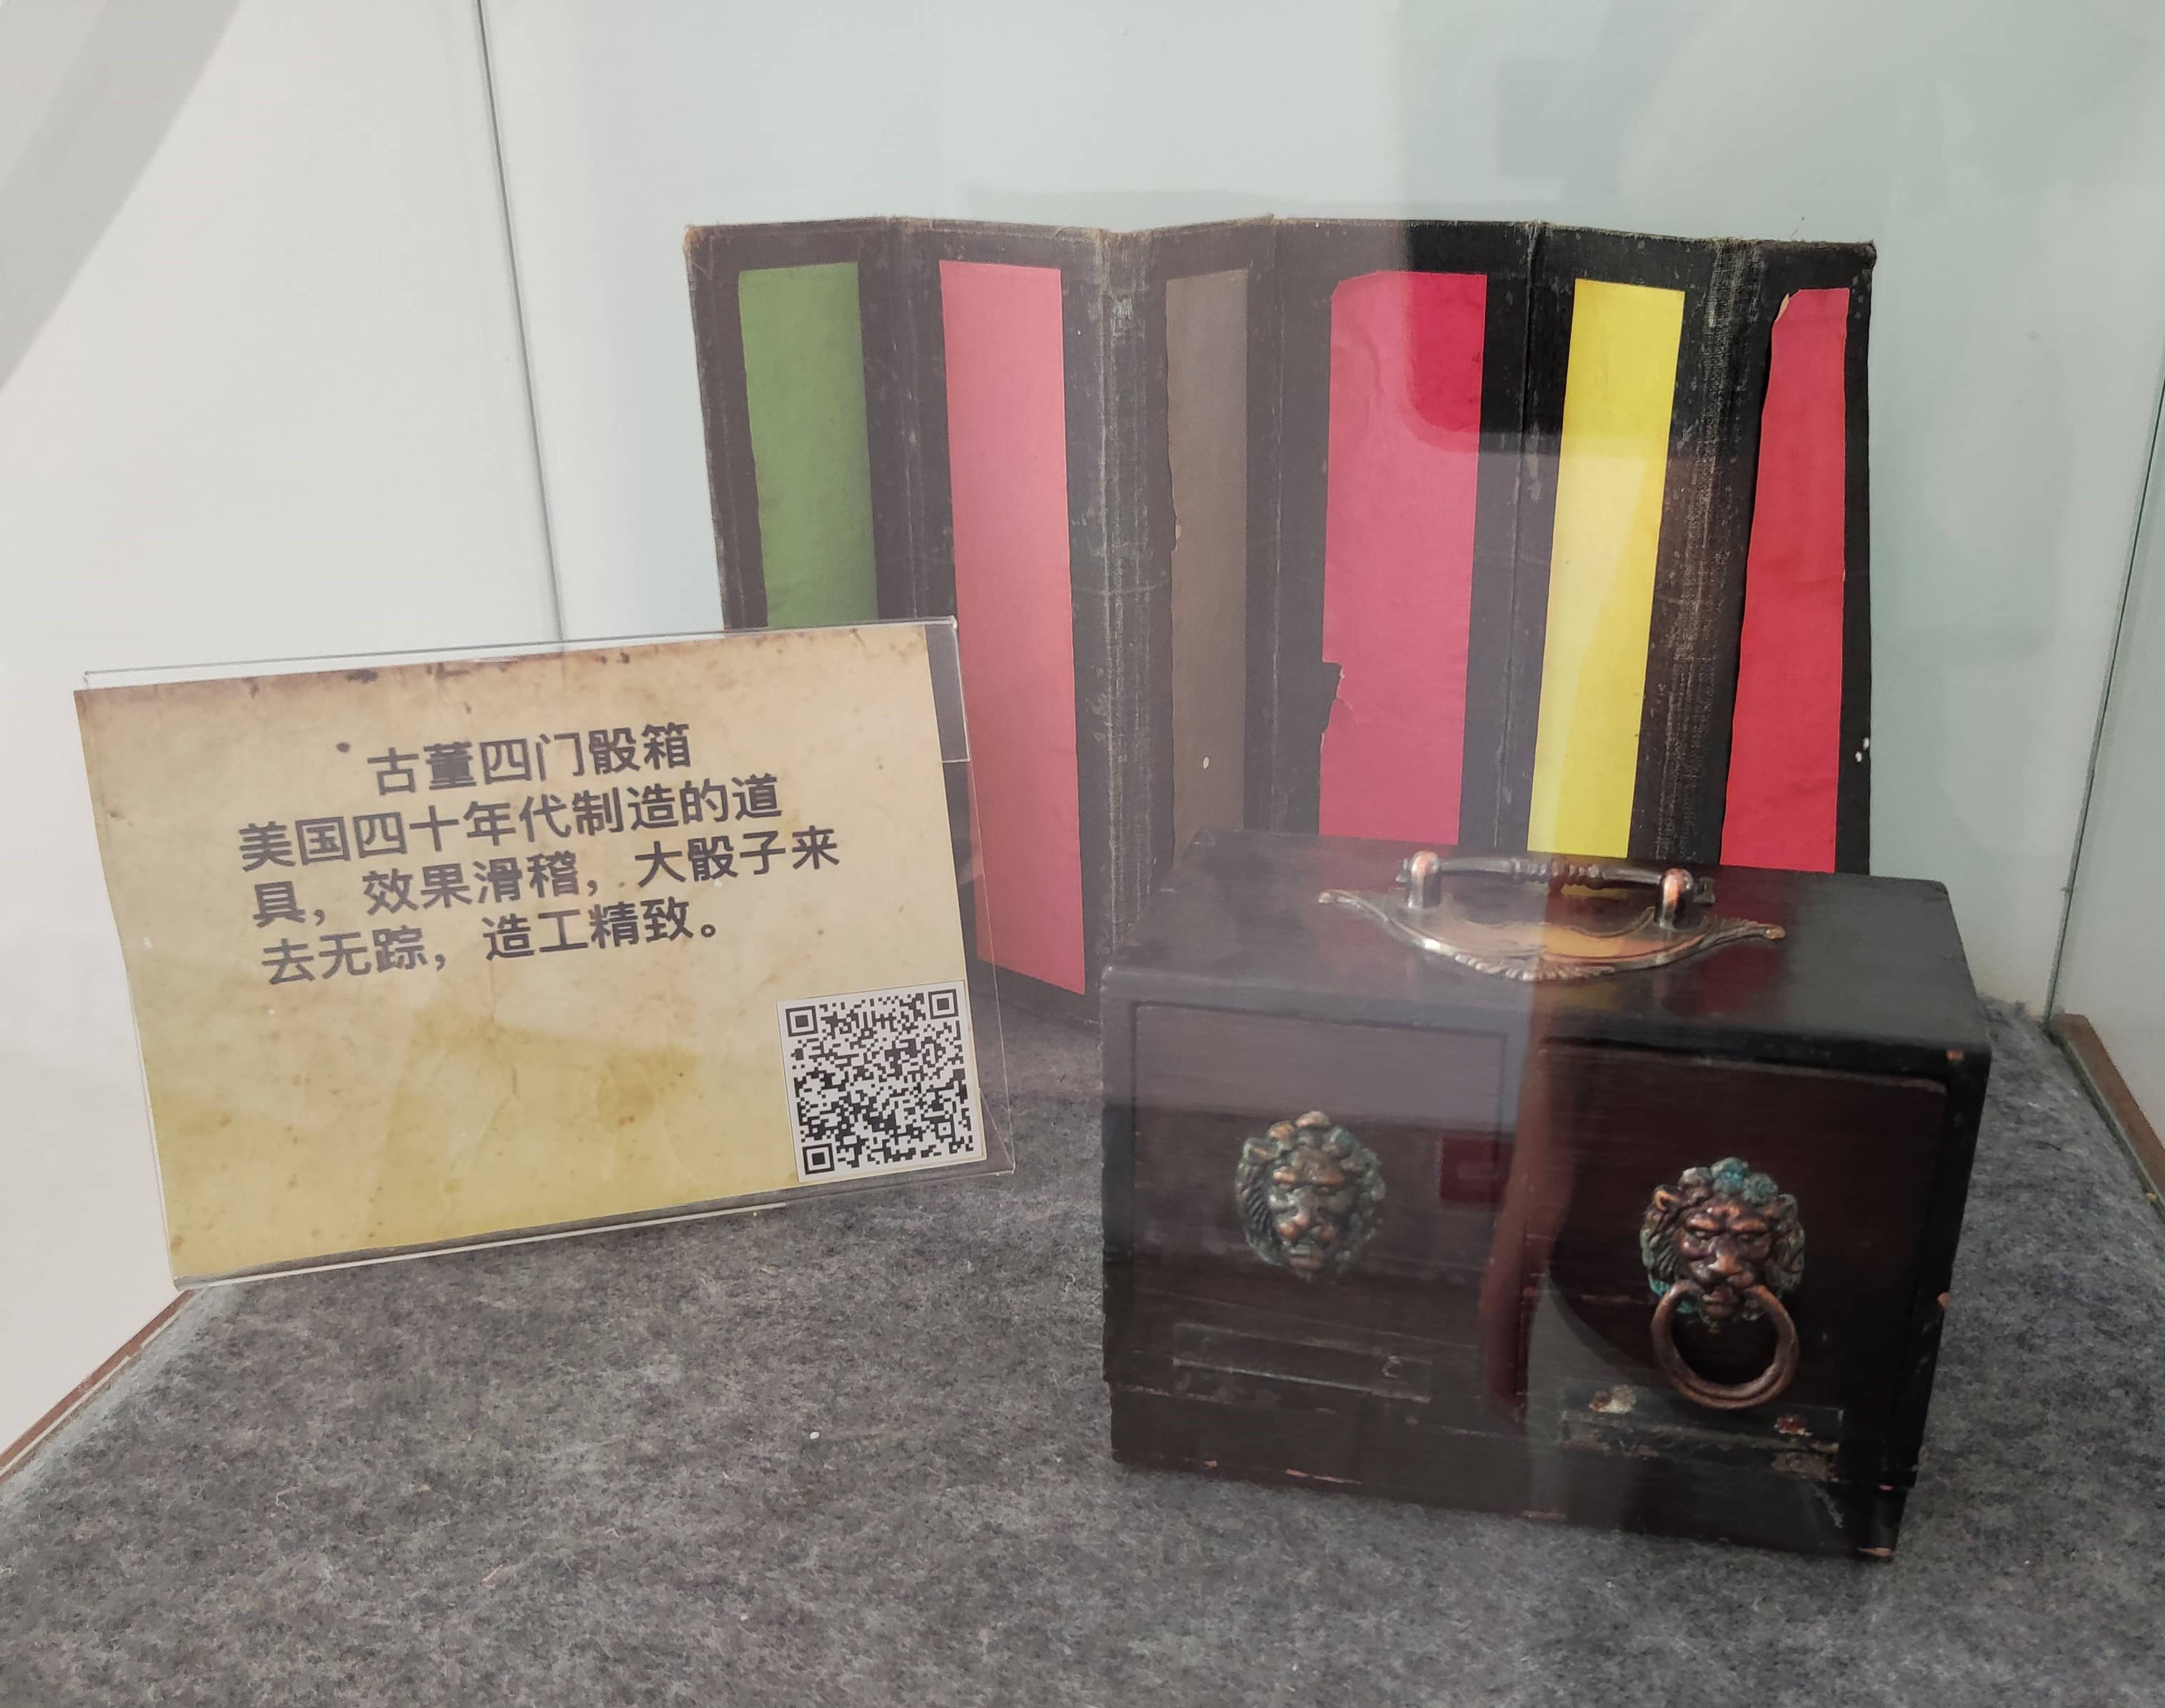 古董四门骰箱
美国四十年代制造的道
具，效果滑稽，大骰子来
去无踪，造工精致。